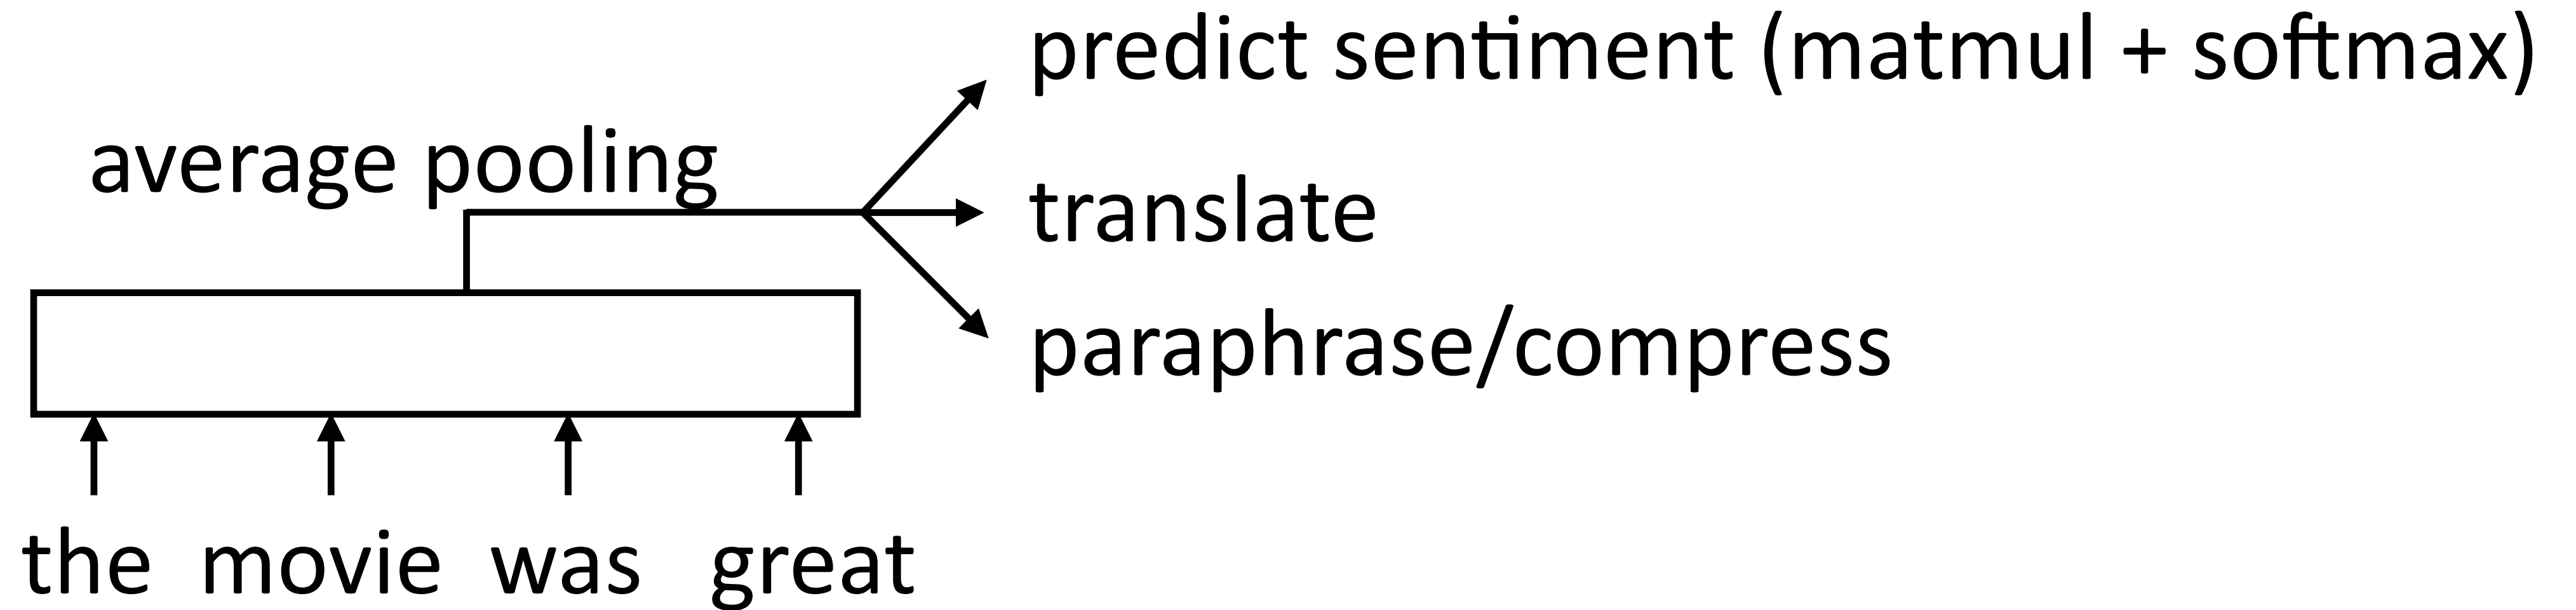 predict sentiment (matmul + softmax)
average pooling
translate
paraphrase/compress
the movie was great